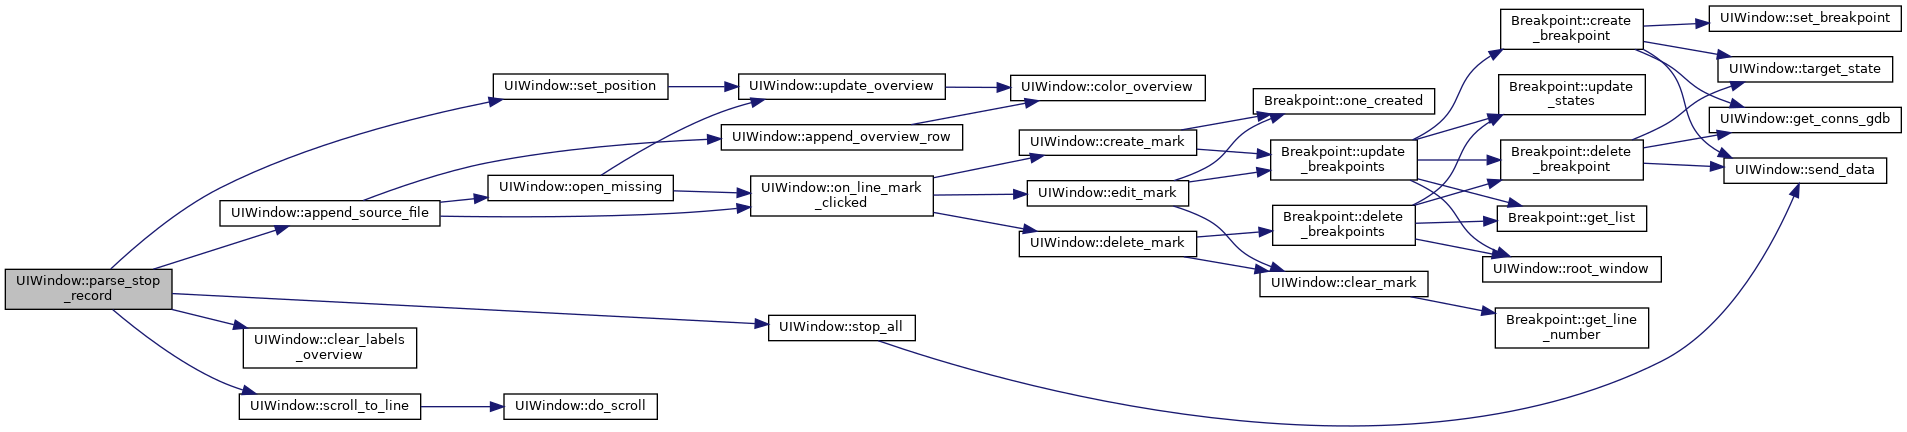 UIWindow::parse_stop
_record
UIWindow::set_position
UIWindow::append_source_file
UIWindow::clear_labels
_overview
UIWindow::scroll_to_line
UIWindow::open_missing
UIWindow::do_scroll
UIWindow::update_overview
UIWindow::append_overview_row
UIWindow::on_line_mark
_clicked
UIWindow::stop_all
UIWindow::color_overview
UIWindow::create_mark
UIWindow::edit_mark
UIWindow::delete_mark
Breakpoint::one_created
Breakpoint::update
_breakpoints
Breakpoint::delete
_breakpoints
UIWindow::clear_mark
Breakpoint::create
_breakpoint
Breakpoint::update
_states
Breakpoint::delete
_breakpoint
Breakpoint::get_list
UIWindow::root_window
Breakpoint::get_line
_number
UIWindow::set_breakpoint
UIWindow::target_state
UIWindow::get_conns_gdb
UIWindow::send_data